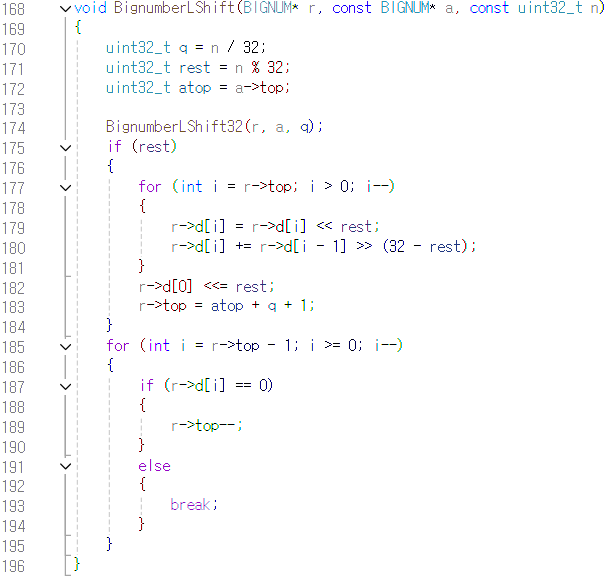 168 void BignumberLShift(BIGNUM* r, const BIGNUM* a, const uint32_t n)
169 {
170 uint32_t q = n / 32;
171 uint32_t rest = n % 32;
172 uint32_t atop = a->top;
173
174 BignumberLShift32(r, a, q);
175 if (rest)
176 {
177 for (int i = r->top; i > 0; i--)
178 {
179 r->d[i] = r->d[i] << rest;
180 r->d[i] += r->d[i - 1] >> (32 - rest);
181 }
182 r->d[0] <<= rest;
183 r->top = atop + q + 1;
184 }
185 for (int i = r->top - 1; i >= 0; i--)
186 {
187 if (r->d[i] == 0)
188 {
189 r->top--;
190 }
191 else
192 {
193 break;
194 }
195 }
196 }